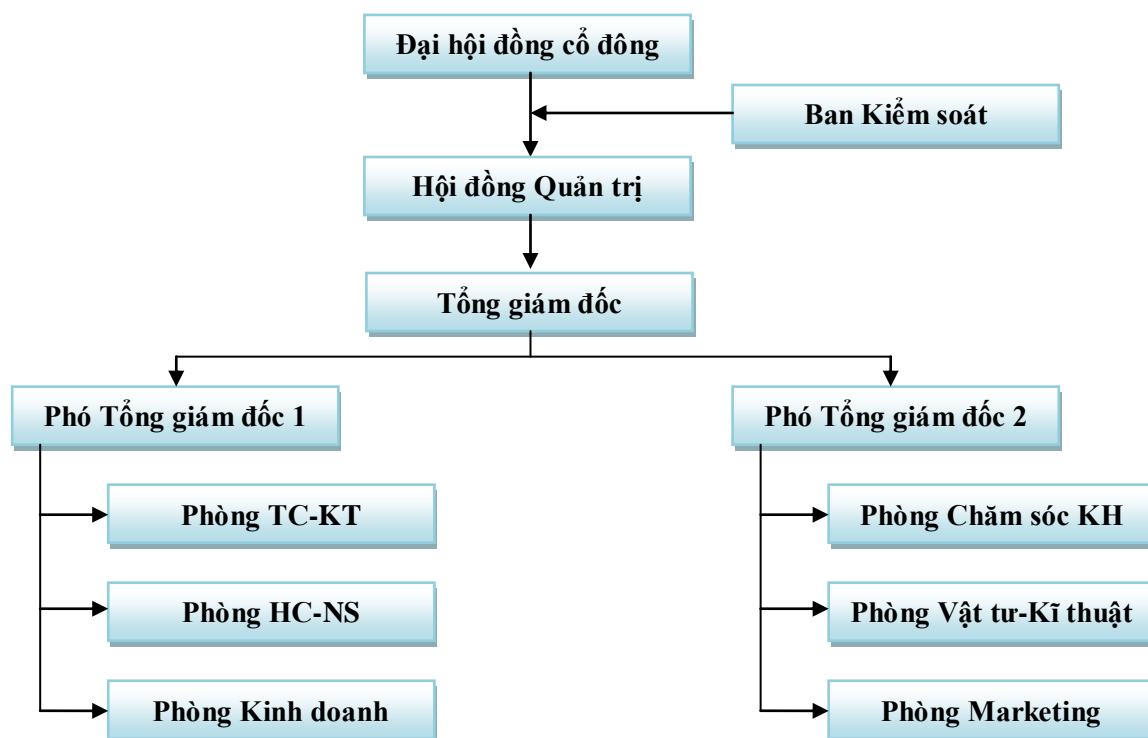 Đại hội đồng cổ đông
Ban Kiểm soát
Hội đồng Quản trị
Tổng giám đốc
Phó Tổng giám đốc 1
Phó Tổng giám đốc 2
Phòng TC-KT
Phòng Chăm sóc KH
Phòng HC-NS
Phòng Vật tư-Kĩ thuật
Phòng Kinh doanh
Phòng Marketing